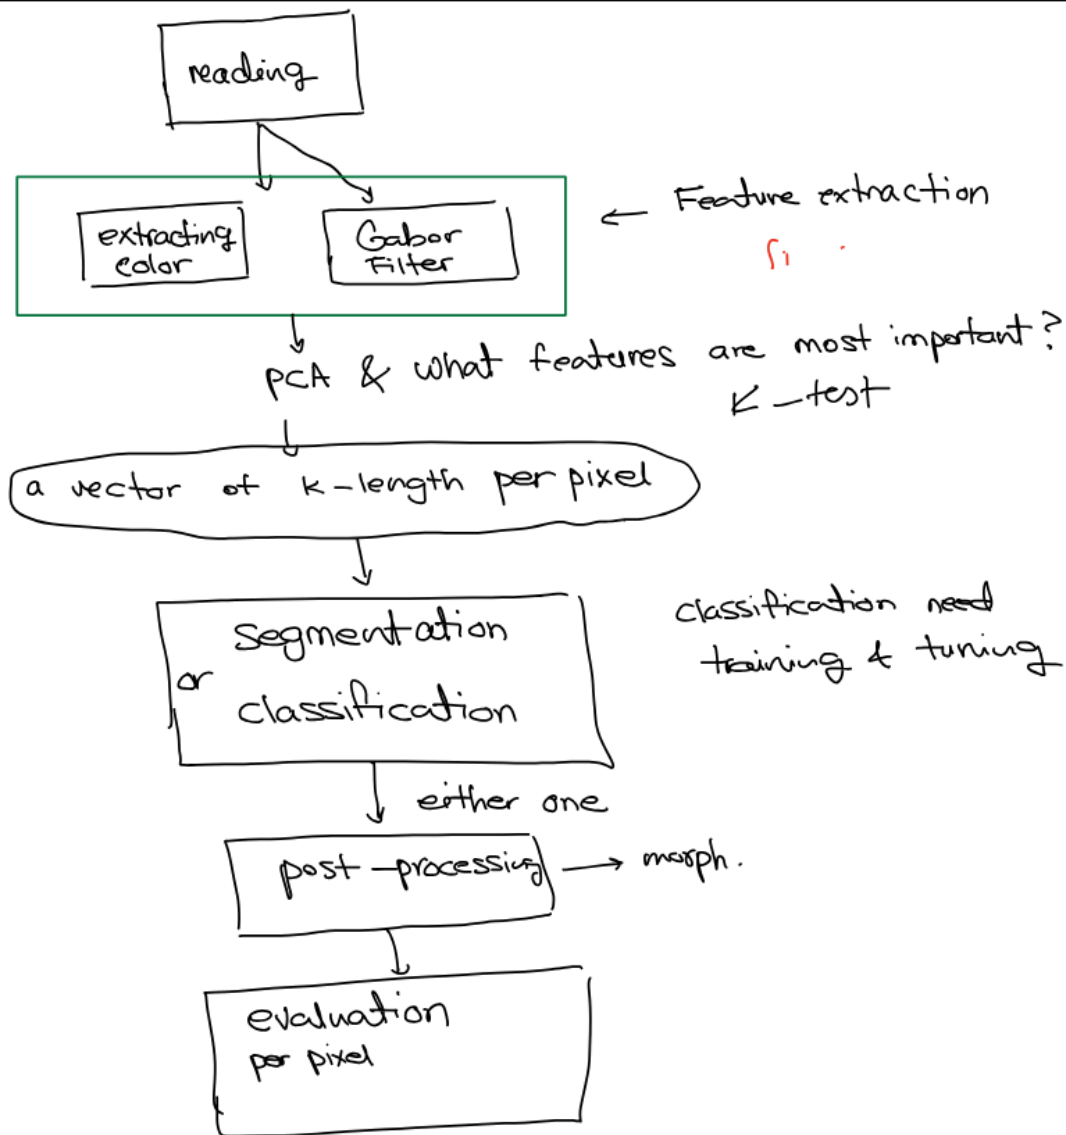 reading
extracting
color
Gabor
Filter
Feature extraction
PCA & what features are most important?
K-test
a vector of k-length per pixel
segmentation
or
classification
classification need
training & tuning
either one
post-processing
morph.
evaluation
per pixel